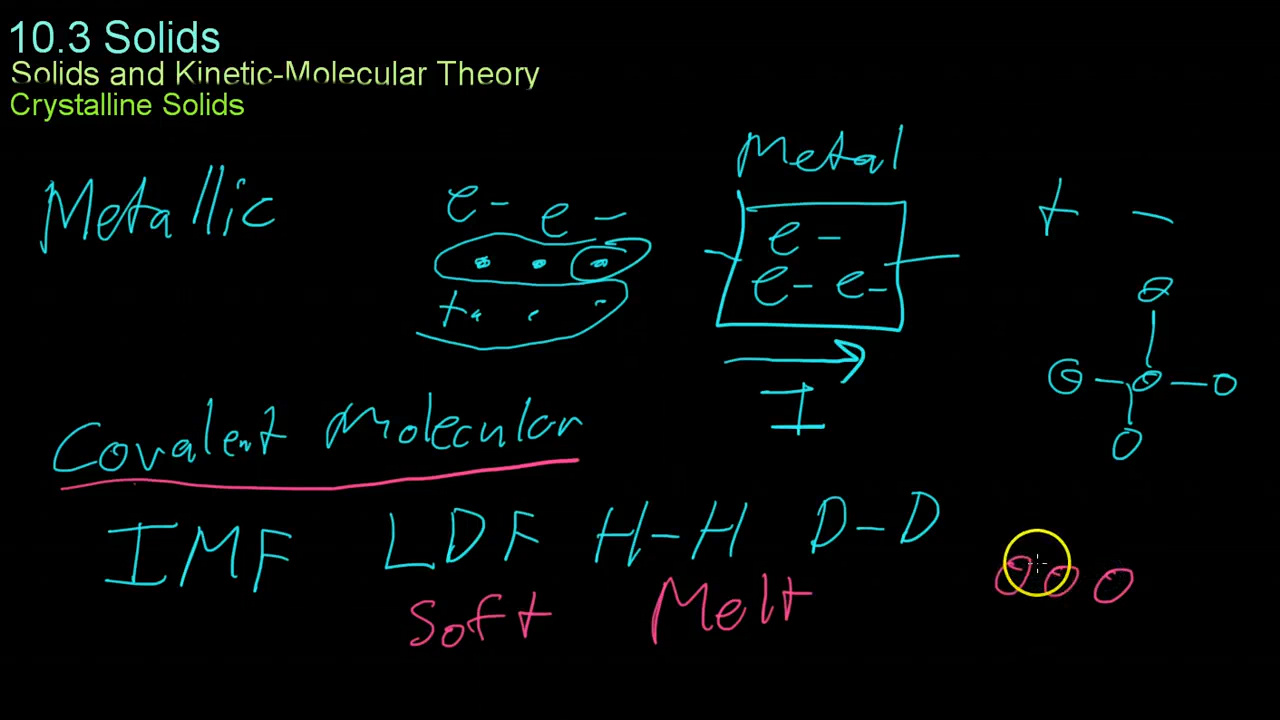 10.3 Solids
Solids and Kinetic-Molecular Theory
Crystalline Solids
Metal
Metallic
e- e-
e-
e- e-
+ -
+
I
Covalent Molecular
IMF LDF H-H D-D
Soft Melt